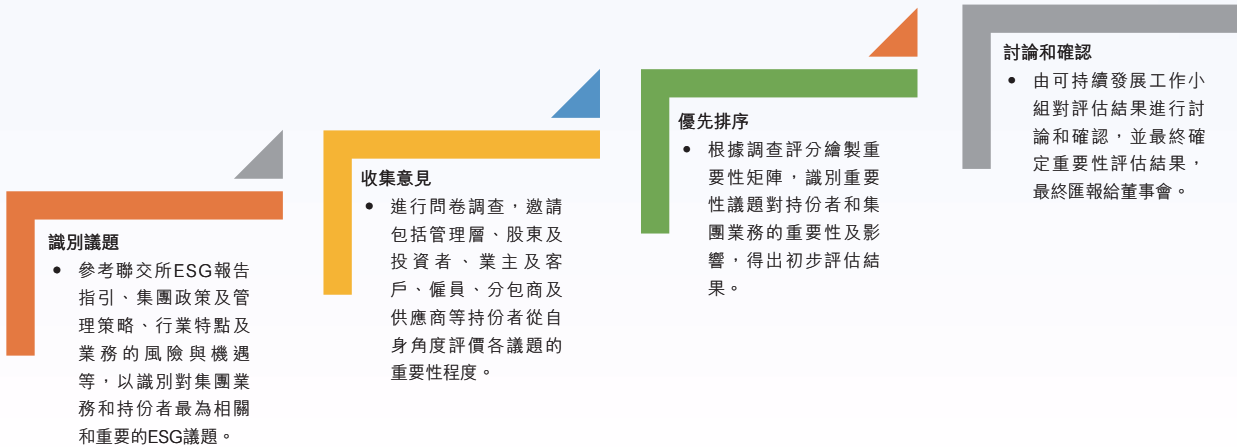 識別議題
• 參考聯交所ESG報告
指引、集團政策及管
理策略、行業特點及
業務的風險與機遇
等，以識別對集團業
務和持份者最為相關
和重要的ESG議題。
收集意見
• 進行問卷調查，邀請
包括管理層、股東及
投資者、業主及客
戶、僱員、分包商及
供應商等持份者從自
身角度評價各議題的
重要性程度。
優先排序
• 根據調查評分繪製重
要性矩陣，識別重要
性議題對持份者和集
團業務的重要性及影
響，得出初步評估結
果。
討論和確認
• 由可持續發展工作小
組對評估結果進行討
論和確認，並最終確
定重要性評估結果，
最終匯報給董事會。